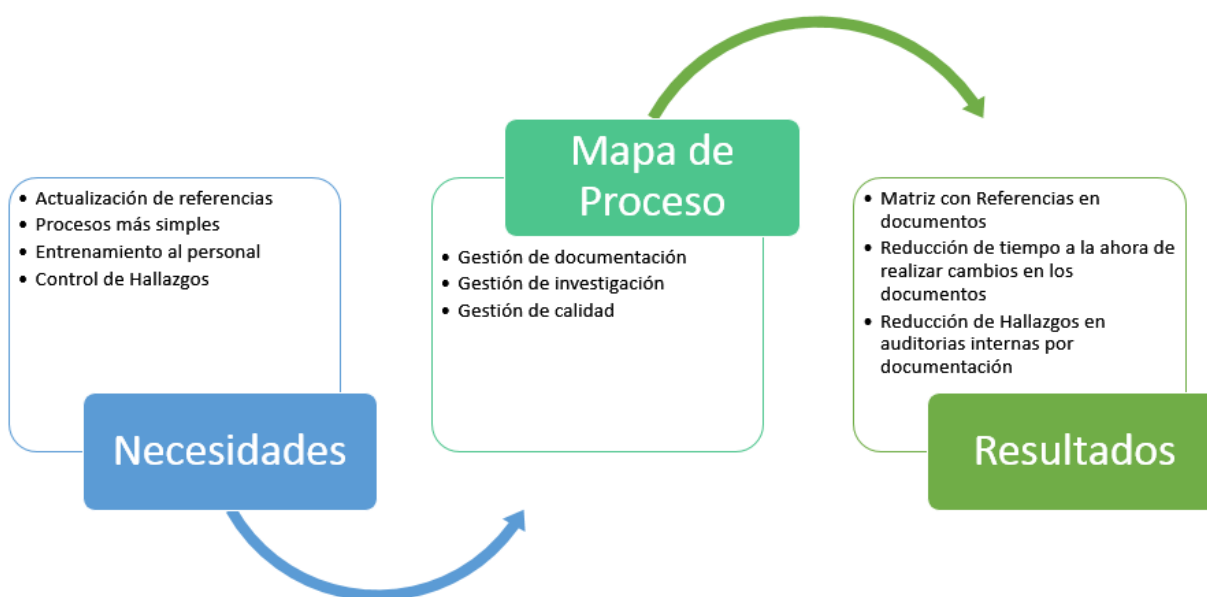 • Actualización de referencias
• Procesos más simples
• Entrenamiento al personal
• Control de Hallazgos
Necesidades
Mapa de
Proceso
• Gestión de documentación
• Gestión de investigación
• Gestión de calidad
• Matriz con Referencias en
documentos
• Reducción de tiempo a la ahora de
realizar cambios en los
documentos
• Reducción de Hallazgos en
auditorias internas por
documentación
Resultados